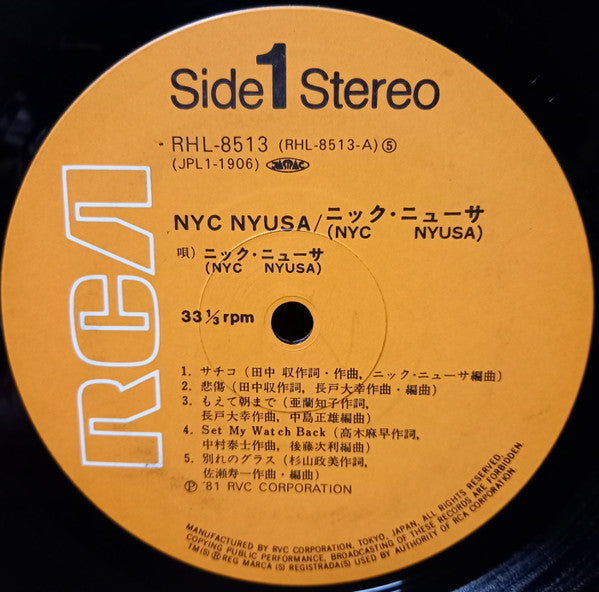 Side 1 Stereo
RHL-8513 (RHL-8513-A) ⑤
(JPL1-1906) JASRAC
RCA
NYC NYUSA/ニック・ニューサ
(NYC NYUSA)
唄) ニック・ニューサ
(NYC NYUSA)
33 1/3 rpm
1. サチコ (田中 収作詞・作曲, ニック・ニューサ編曲)
2. 悲傷 (田中収作詞, 長戸大幸作曲・編曲)
3. もえて朝まで (亜蘭知子作詞,
長戸大幸作曲, 中島正雄編曲)
4. Set My Watch Back (高木麻早作詞,
中村泰士作曲, 後藤次利編曲)
5. 別れのグラス (杉山政美作詞,
佐瀬寿一作曲・編曲)
Ⓟ '81 RVC CORPORATION
MANUFACTURED BY RVC CORPORATION, TOKYO, JAPAN, ALL RIGHTS RESERVED,
COPYING PUBLIC PERFORMANCE, BROADCASTING OF THESE RECORDS ARE FORBIDDEN.
TM(S) ® REG MARCA (S) REGISTRADA(S) USED BY AUTHORITY OF RCA CORPORATION